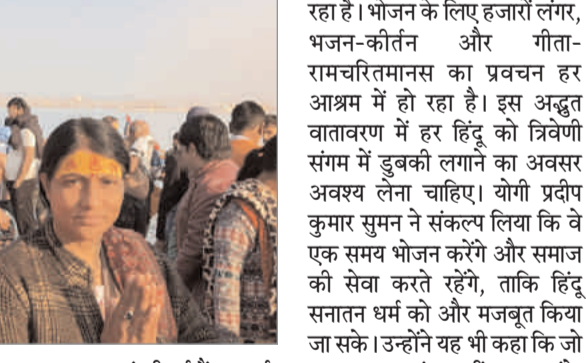 रहा है। भोजन के लिए हजारों लंगर,
भजन-कीर्तन और गीता-
रामचरितमानस का प्रवचन हर
आश्रम में हो रहा है। इस अद्भुत
वातावरण में हर हिंदू को त्रिवेणी
संगम में डुबकी लगाने का अवसर
अवश्य लेना चाहिए। योगी प्रदीप
कुमार सुमन ने संकल्प लिया कि वे
एक समय भोजन करेंगे और समाज
की सेवा करते रहेंगे, ताकि हिंदू
सनातन धर्म को और मजबूत किया
जा सके। उन्होंने यह भी कहा कि जो